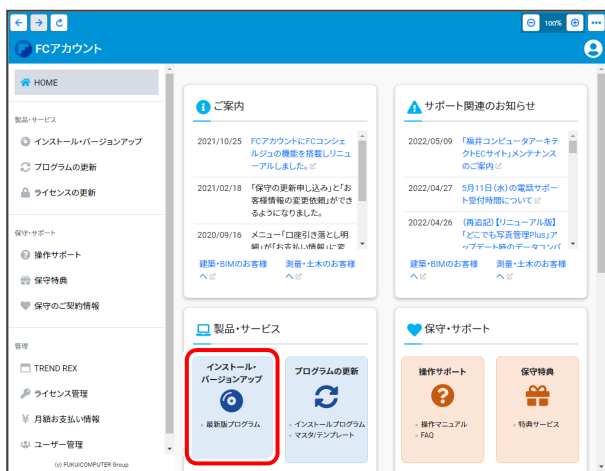 100%
FCアカウント
HOME
製品・サービス
インストール・バージョンアップ
プログラムの更新
ライセンスの更新
保守・サポート
操作サポート
保守特典
保守のご契約情報
管理
TREND REX
ライセンス管理
月額お支払い情報
ユーザー管理
(c) FUKUICOMPUTER Group
ご案内
2021/10/25 FCアカウントにFCコンシェ
ルジュの機能を搭載しリニュ
ーアルしました。
2021/02/18 「保守の更新申し込み」と「お
客様情報の変更依頼」ができ
るようになりました。
2020/09/16 メニュー「口座引き落とし明
細」が「お支払い情報」に変
建築・BIMのお客様
へ
測量・土木のお客様
へ
サポート関連のお知らせ
2022/05/09 「福井コンピュータアーキテ
クトECサイト」メンテナンス
のご案内
2022/04/27 5月11日(水)の電話サポー
ト受付時間について
2022/04/26 (再追記)【リニューアル版】
「どこでも写真管理Plus」ア
ップデート時のデータコンバ
建築・BIMのお客様
へ
測量・土木のお客様
へ
製品・サービス
インストール・
バージョンアップ
最新版プログラム
プログラムの更新
インストールプログラム
マスタ/テンプレート
保守・サポート
操作サポート
操作マニュアル
FAQ
保守特典
特典サービス